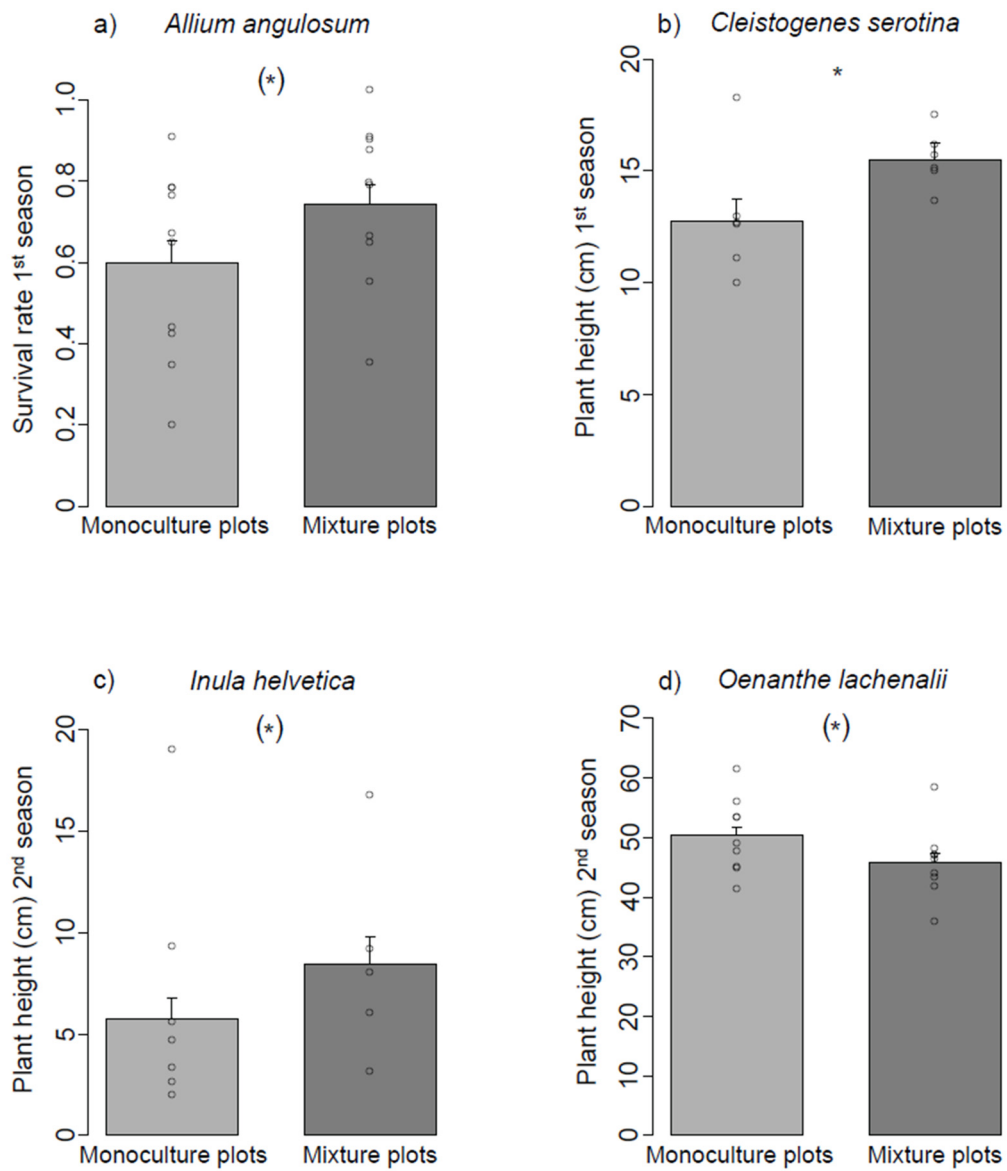 a) Allium angulosum
(*)
Survival rate 1st season
1.0
0.8
0.6
0.4
0.2
0
Monoculture plots Mixture plots
b) Cleistogenes serotina
*
Plant height (cm) 1st season
20
15
10
5
0
Monoculture plots Mixture plots
c) Inula helvetica
(*)
Plant height (cm) 2nd season
20
15
10
5
0
Monoculture plots Mixture plots
d) Oenanthe lachenalii
(*)
Plant height (cm) 2nd season
70
60
50
40
30
20
10
0
Monoculture plots Mixture plots